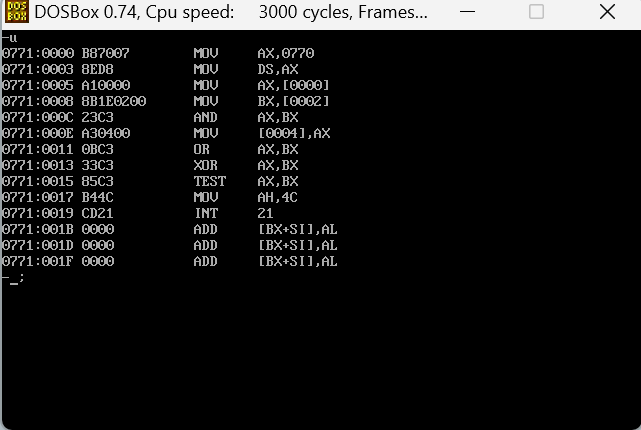 DOS
BOX
DOSBox 0.74, Cpu speed:     3000 cycles, Frames...
-u
0771:0000 B87007        MOV     AX,0770
0771:0003 8ED8          MOV     DS,AX
0771:0005 A10000        MOV     AX,[0000]
0771:0008 8B1E0200      MOV     BX,[0002]
0771:000C 23C3          AND     AX,BX
0771:000E A30400        MOV     [0004],AX
0771:0011 0BC3          OR      AX,BX
0771:0013 33C3          XOR     AX,BX
0771:0015 85C3          TEST    AX,BX
0771:0017 B44C          MOV     AH,4C
0771:0019 CD21          INT     21
0771:001B 0000          ADD     [BX+SI],AL
0771:001D 0000          ADD     [BX+SI],AL
0771:001F 0000          ADD     [BX+SI],AL
-_;